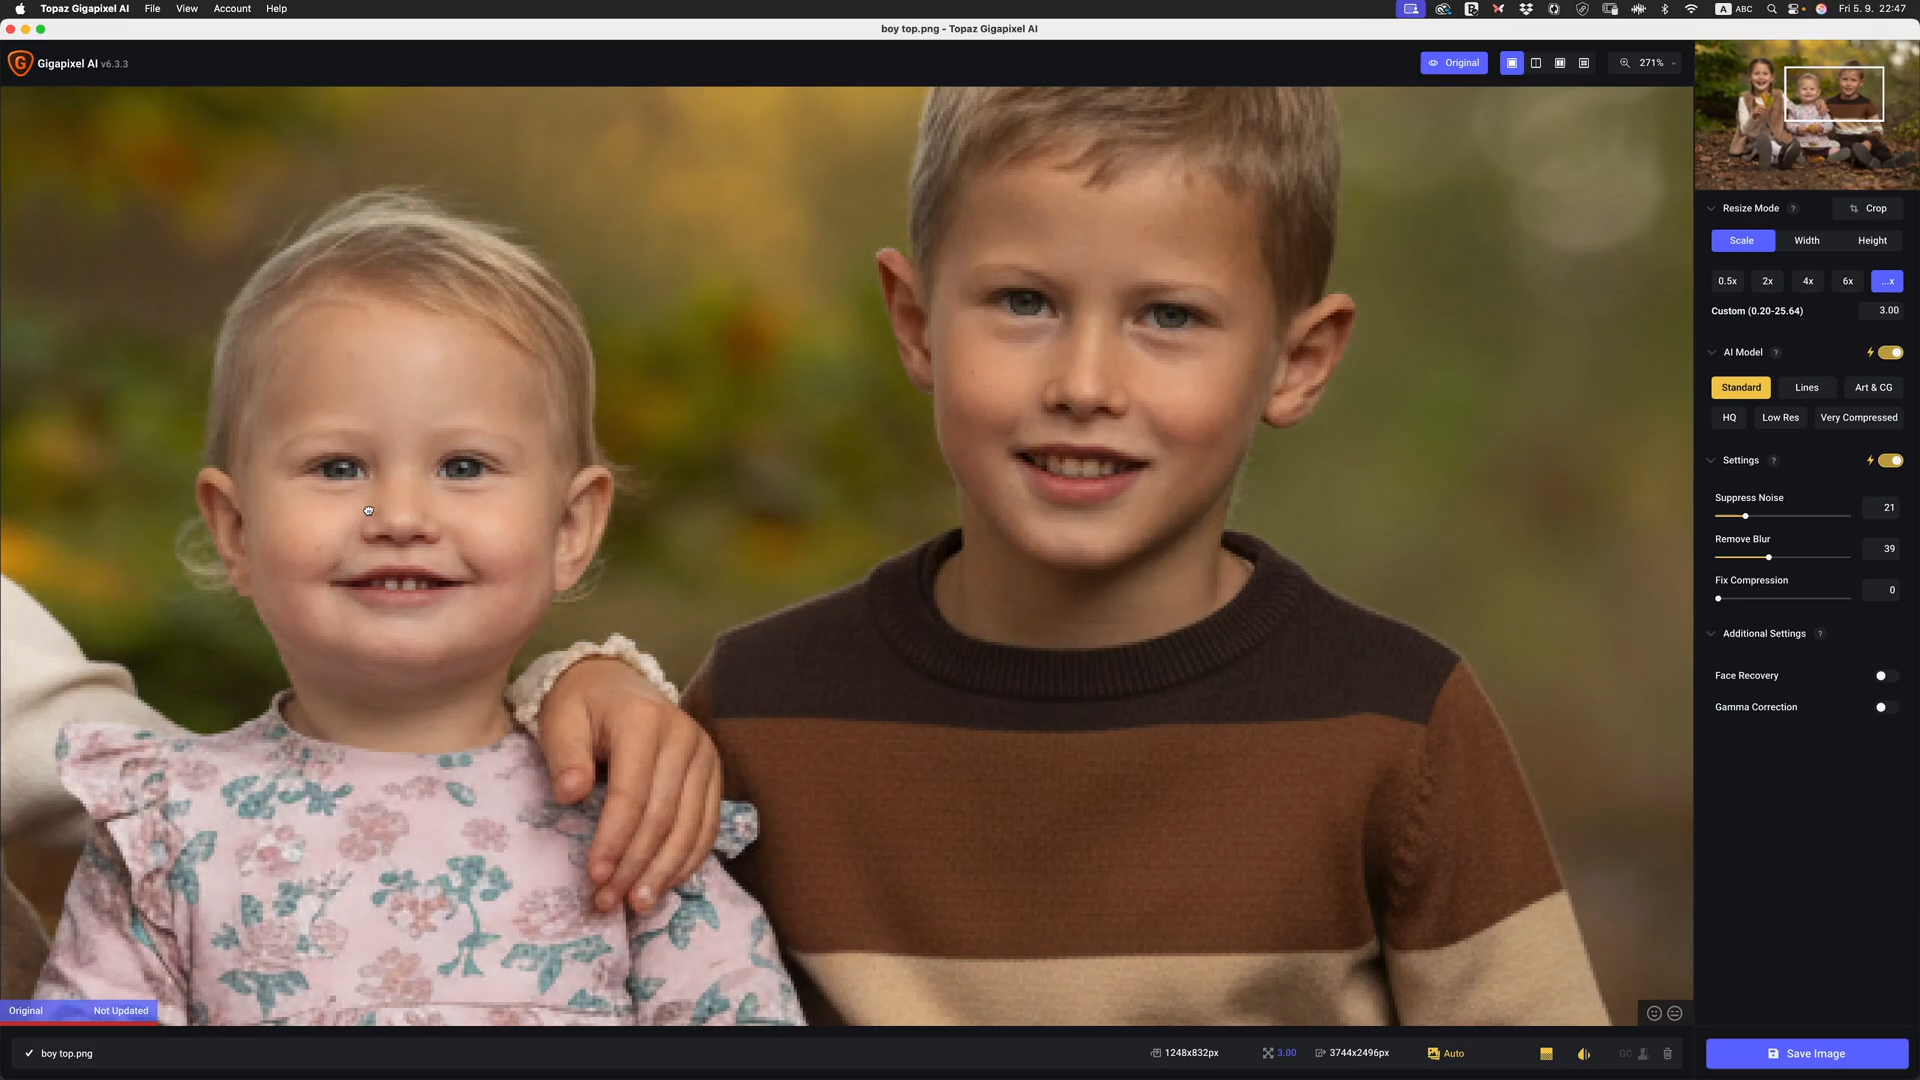 Topaz Gigapixel AI File View Account Help
A ABC Fri 5. 9. 22:47
boy top.png - Topaz Gigapixel AI
G Gigapixel AI v6.3.3
Original 271%
Resize Mode ? Crop
Scale Width Height
0.5x 2x 4x 6x ...x
Custom (0.20-25.64) 3.00
AI Model ?
Standard Lines Art & CG
HQ Low Res Very Compressed
Settings ?
Suppress Noise 21
Remove Blur 39
Fix Compression 0
Additional Settings ?
Face Recovery
Gamma Correction
Original Not Updated
boy top.png 1248x832px 3.00 3744x2496px Auto GC Save Image